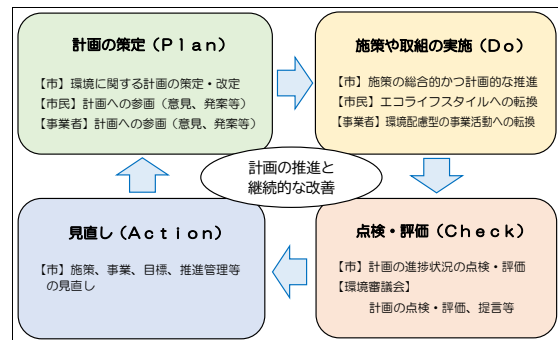 計画の策定（Ｐｌａｎ）
【市】環境に関する計画の策定・改定
【市民】計画への参画（意見、発案等）
【事業者】計画への参画（意見、発案等）
施策や取組の実施（Ｄｏ）
【市】施策の総合的かつ計画的な推進
【市民】エコライフスタイルへの転換
【事業者】環境配慮型の事業活動への転換
計画の推進と
継続的な改善
見直し（Ａｃｔｉｏｎ）
【市】施策、事業、目標、推進管理等
の見直し
点検・評価（Ｃｈｅｃｋ）
【市】計画の進捗状況の点検・評価
【環境審議会】
計画の点検・評価、提言等